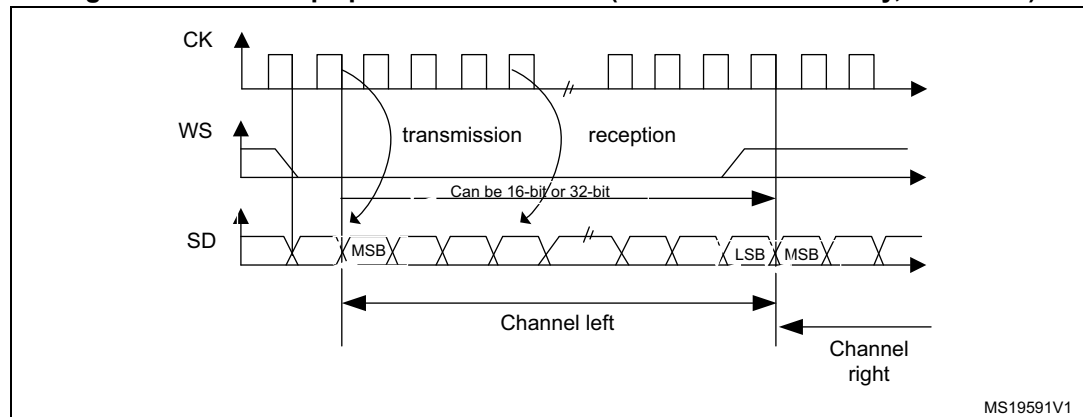 CK
WS
transmission reception
Can be 16-bit or 32-bit
SD
MSB LSB MSB
Channel left
Channel
right
MS19591V1